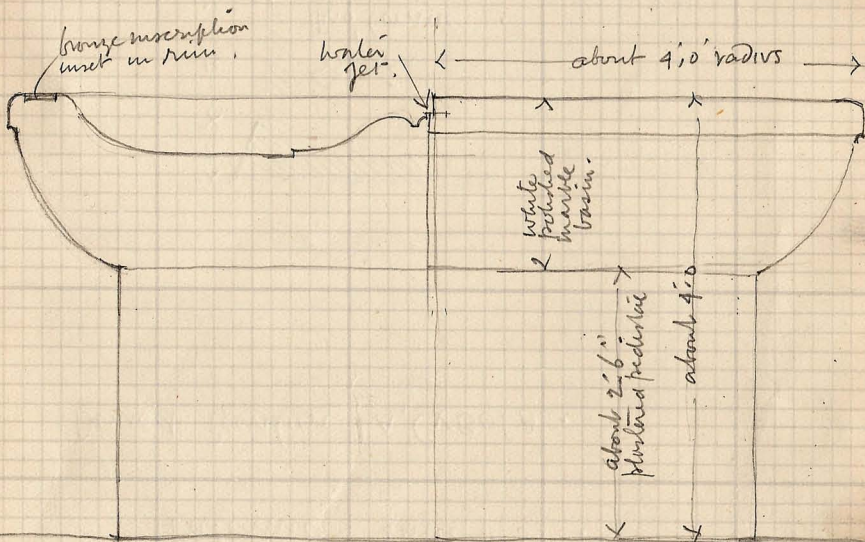 bronze inscription
inset in rim.
water
jet.
about 4'.0" radius
white
polished
marble
basin.
about 2'.6"
plastered pedestal
about 4'.0